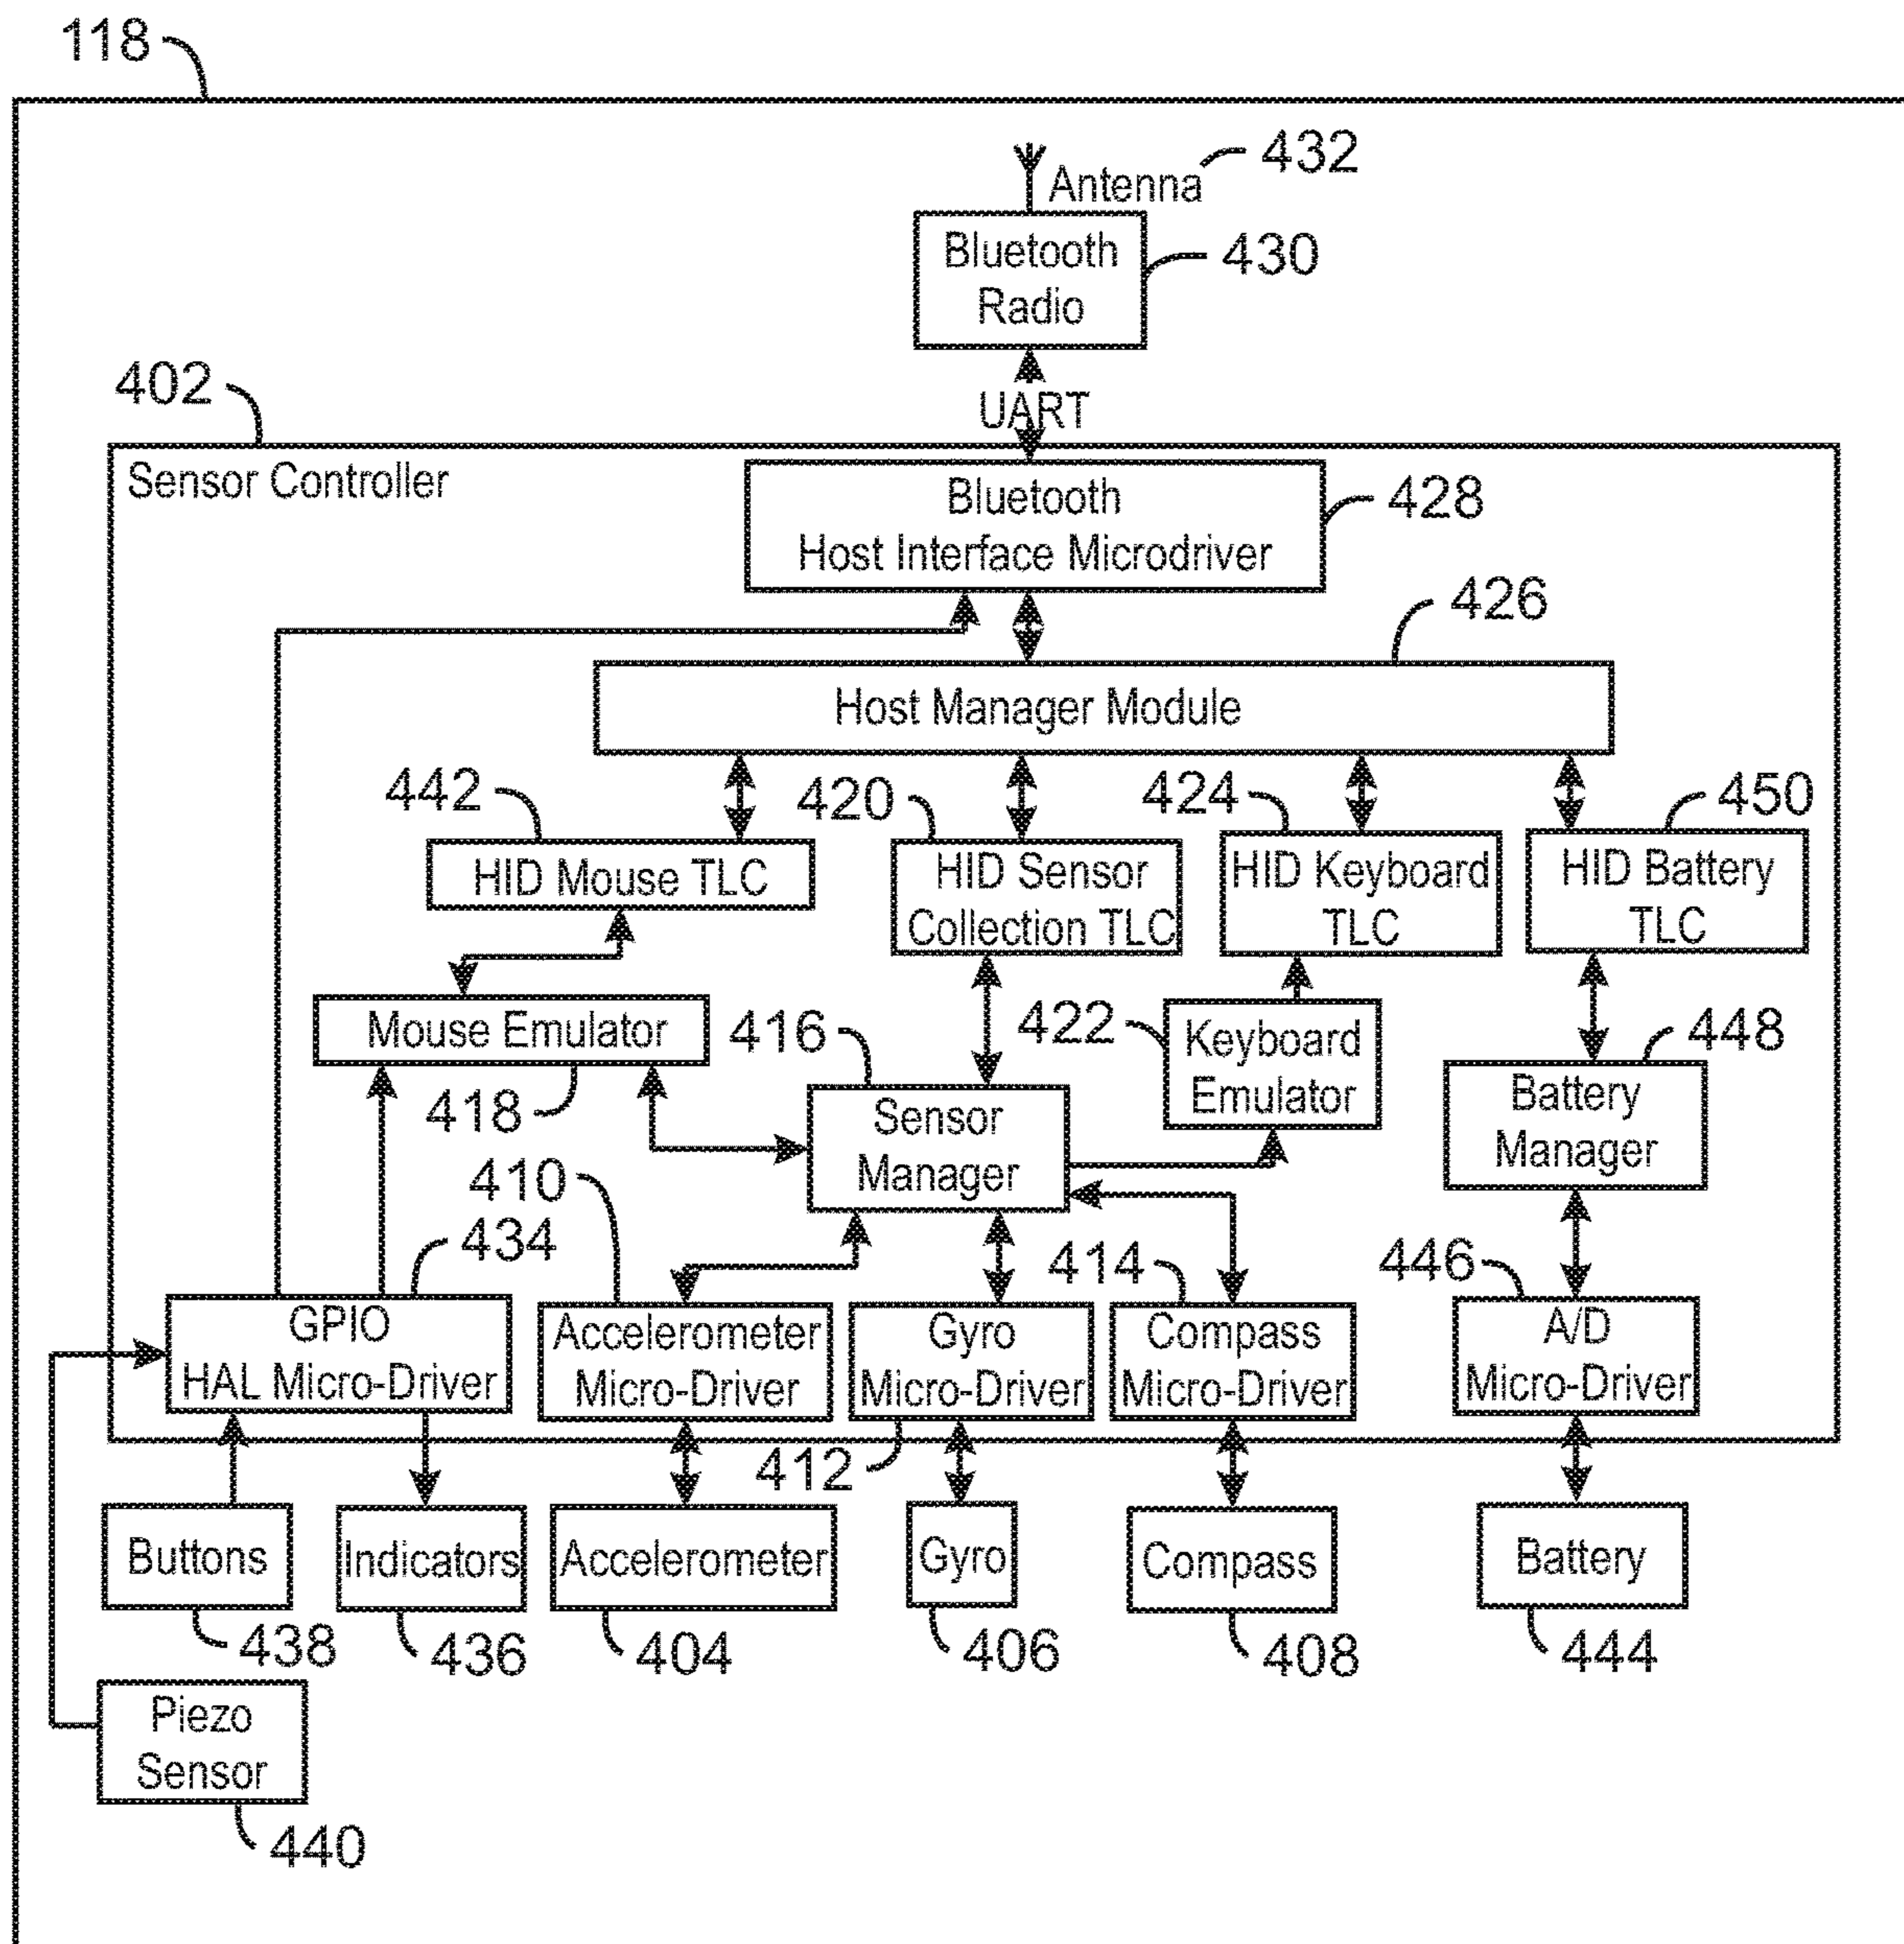 118
Antenna
432
Bluetooth
Radio
430
UART
402
Sensor Controller
Bluetooth
Host Interface Microdriver
428
426
Host Manager Module
442
420
424
450
HID Mouse TLC
HID Sensor
Collection TLC
HID Keyboard
TLC
HID Battery
TLC
Mouse Emulator
418
416
Sensor
Manager
422
Keyboard
Emulator
448
Battery
Manager
410
434
414
446
GPIO
HAL Micro-Driver
Accelerometer
Micro-Driver
Gyro
Micro-Driver
Compass
Micro-Driver
A/D
Micro-Driver
412
Buttons
Indicators
Accelerometer
Gyro
Compass
Battery
438
436
404
406
408
444
Piezo
Sensor
440